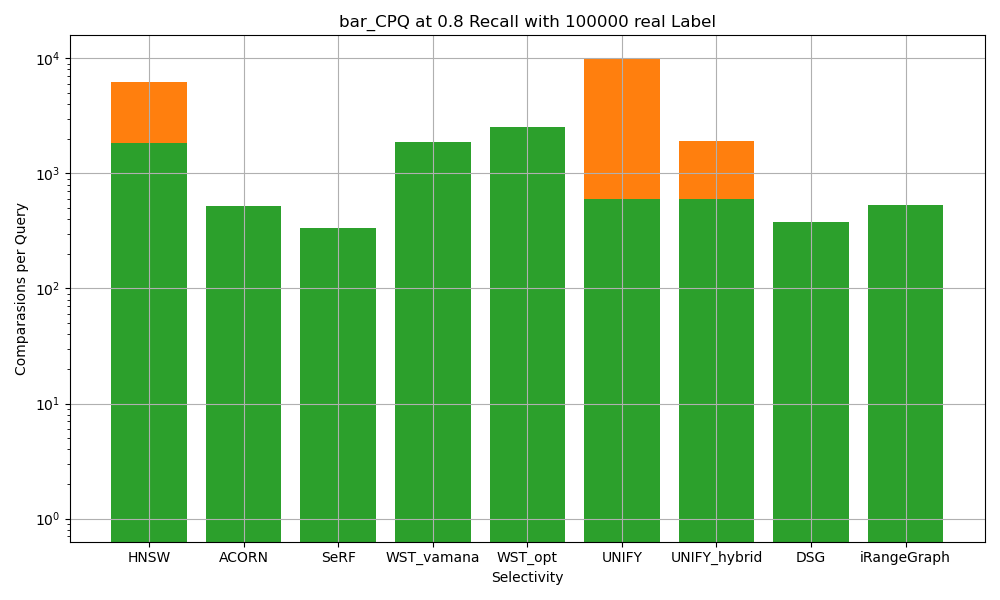 bar_CPQ at 0.8 Recall with 100000 real Label
Comparasions per Query
10^4
10^3
10^2
10^1
10^0
HNSW ACORN SeRF WST_vamana WST_opt UNIFY UNIFY_hybrid DSG iRangeGraph
Selectivity